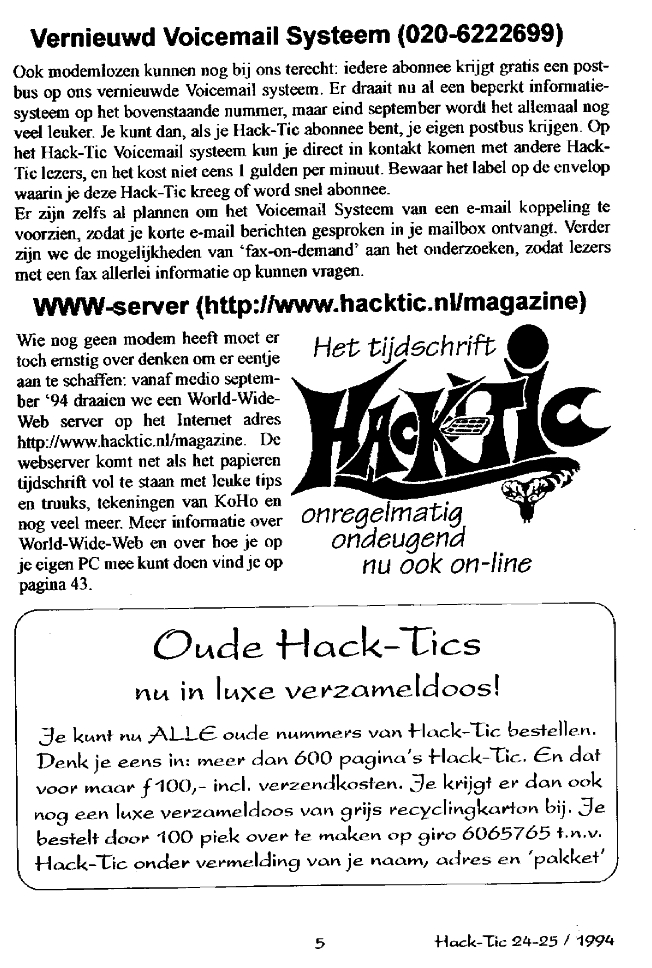 Vernieuwd Voicemail Systeem (020-6222699)
Ook modemlozen kunnen nog bij ons terecht: iedere abonnee krijgt gratis een post-
bus op ons vernieuwde Voicemail systeem. Er draait nu al een beperkt informatie-
systeem op het bovenstaande nummer, maar eind september wordt het allemaal nog
veel leuker. Je kunt dan, als je Hack-Tic abonnee bent, je eigen postbus krijgen. Op
het Hack-Tic Voicemail systeem kun je direct in kontakt komen met andere Hack-
Tic lezers, en het kost niet eens 1 gulden per minuut. Bewaar het label op de envelop
waarin je deze Hack-Tic kreeg of word snel abonnee.
Er zijn zelfs al plannen om het Voicemail Systeem van een e-mail koppeling te
voorzien, zodat je korte e-mail berichten gesproken in je mailbox ontvangt. Verder
zijn we de mogelijkheden van ‘fax-on-demand’ aan het onderzoeken, zodat lezers
met een fax allerlei informatie op kunnen vragen.
WWW-server (http://www.hacktic.nl/magazine)
Wie nog geen modem heeft moet er
toch ernstig over denken om er eentje
aan te schaffen: vanaf medio septem-
ber ‘94 draaien we een World-Wide-
Web server op het Internet adres
http://www.hacktic.nl/magazine. De
webserver komt net als het papieren
tijdschrift vol te staan met leuke tips
en truuks, tekeningen van KoHo en
nog veel meer. Meer informatie over
World-Wide-Web en over hoe je op
je eigen PC mee kunt doen vind je op
pagina 43.
Het tijdschrift
HACK-TIC
onregelmatig
ondeugend
nu ook on-line
Oude Hack-Tics
nu in luxe verzameldoos!
Je kunt nu ALLE oude nummers van Hack-Tic bestellen.
Denk je eens in: meer dan 600 pagina's Hack-Tic. En dat
voor maar ƒ100,- incl. verzendkosten. Je krijgt er dan ook
nog een luxe verzameldoos van grijs recyclingkarton bij. Je
bestelt door 100 piek over te maken op giro 6065765 t.n.v.
Hack-Tic onder vermelding van je naam, adres en 'pakket'
5
Hack-Tic 24-25 / 1994